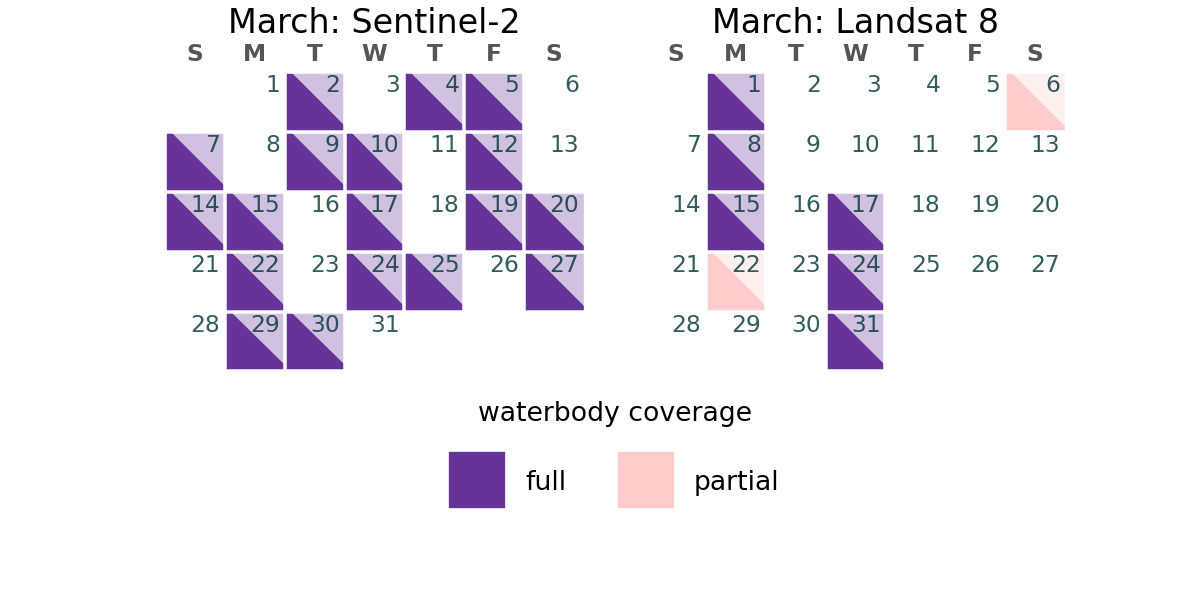 March: Sentinel-2
S M T W T F S
1 2 3 4 5 6
7 8 9 10 11 12 13
14 15 16 17 18 19 20
21 22 23 24 25 26 27
28 29 30 31
March: Landsat 8
S M T W T F S
1 2 3 4 5 6
7 8 9 10 11 12 13
14 15 16 17 18 19 20
21 22 23 24 25 26 27
28 29 30 31
waterbody coverage
full partial